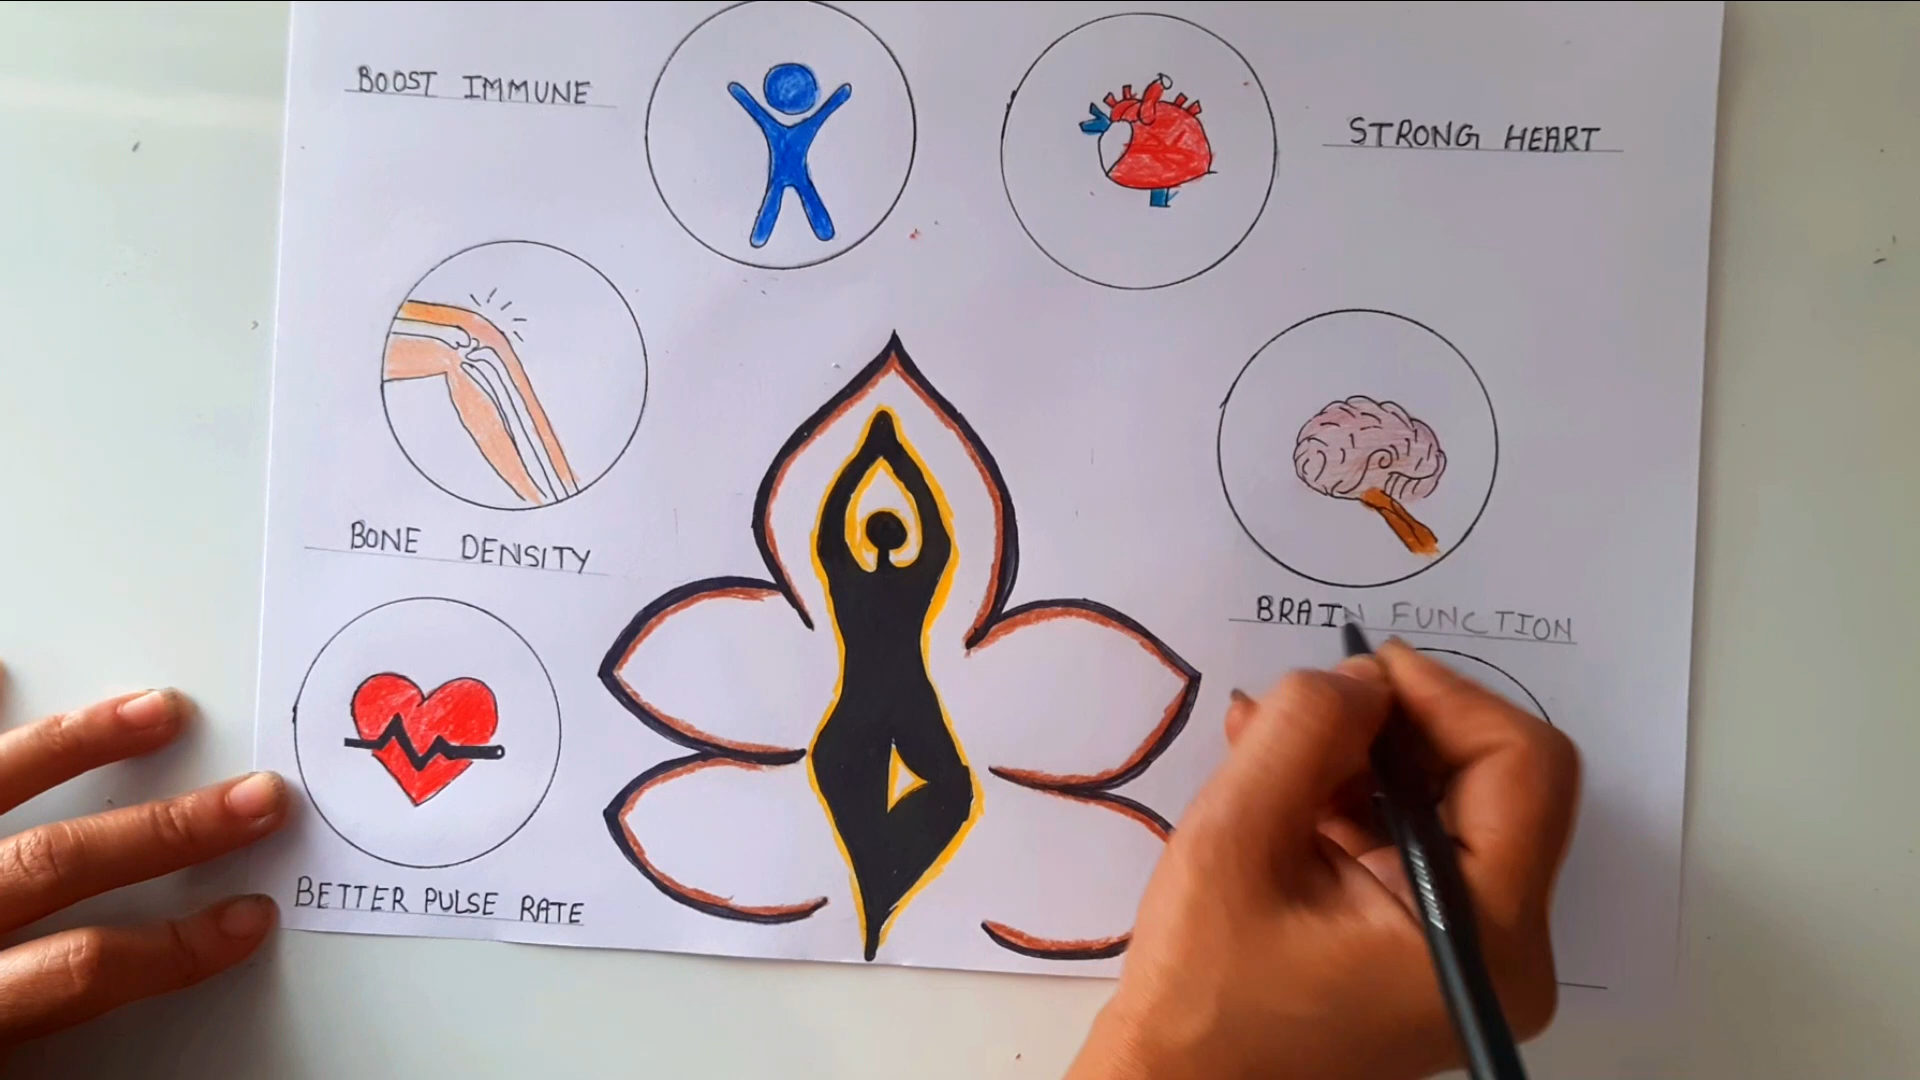 BOOST IMMUNE
STRONG HEART
BONE DENSITY
BRAIN FUNCTION
BETTER PULSE RATE